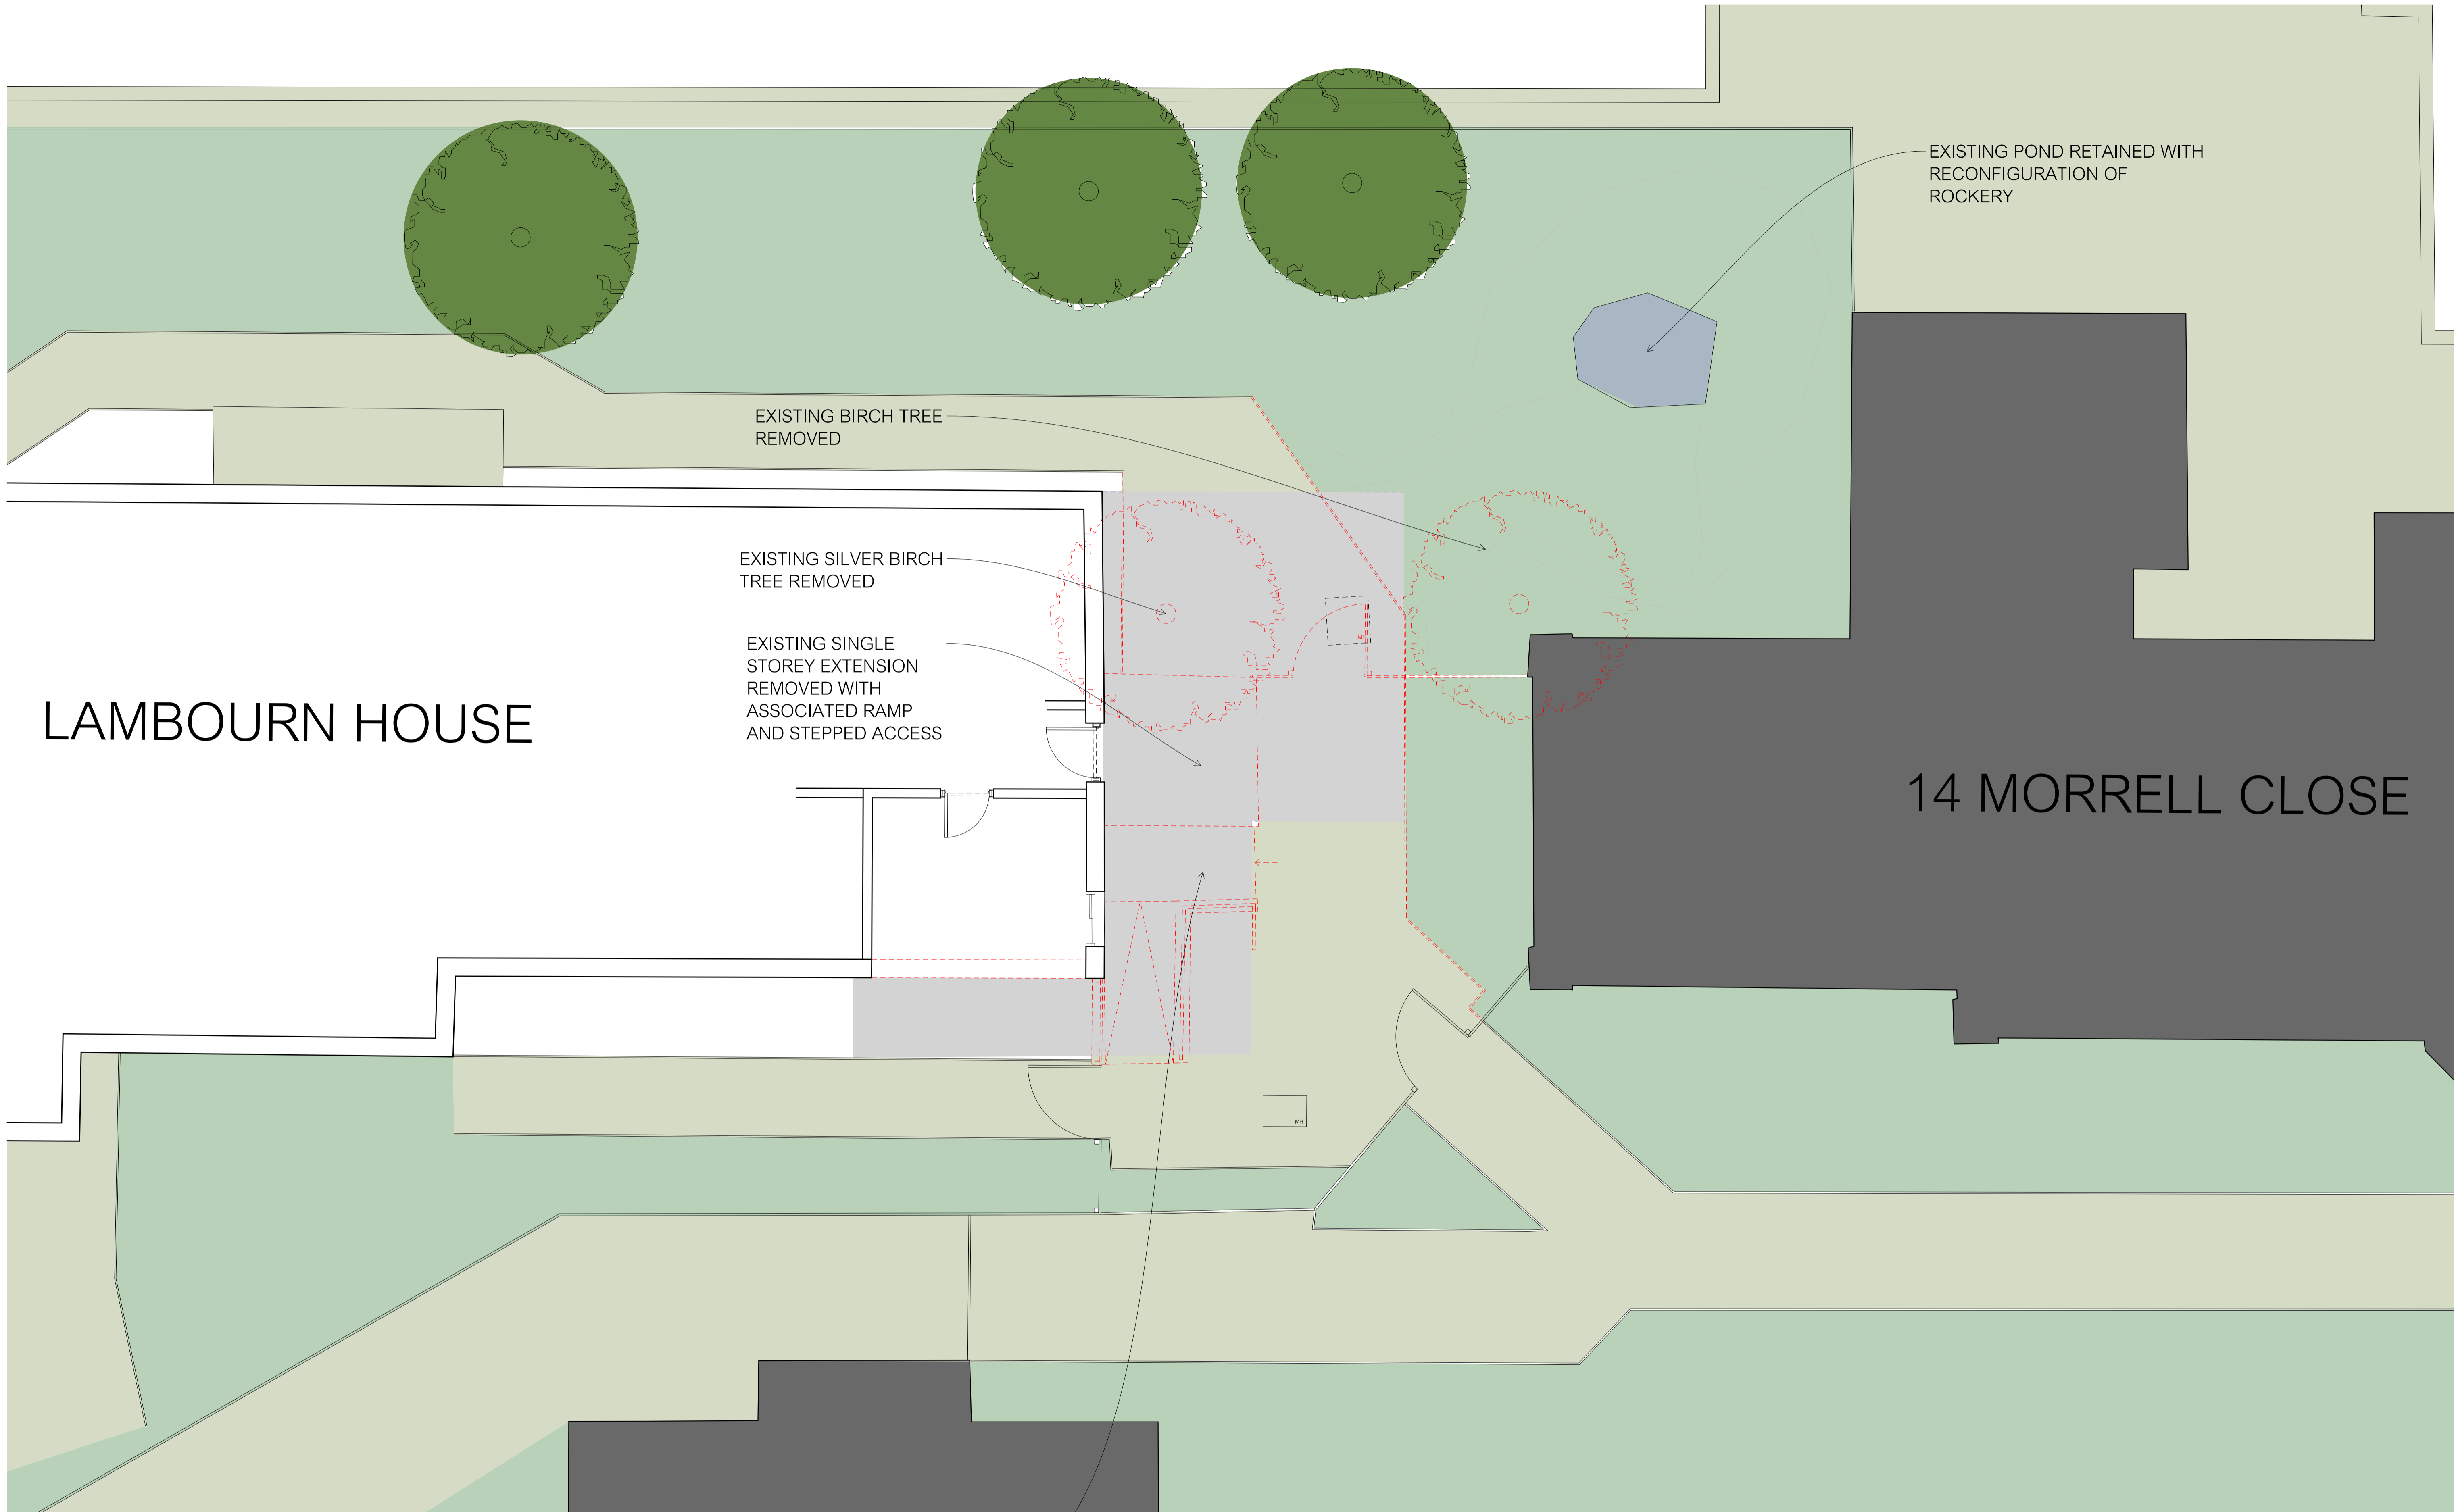 EXISTING POND RETAINED WITH
RECONFIGURATION OF
ROCKERY
EXISTING BIRCH TREE
REMOVED
EXISTING SILVER BIRCH
TREE REMOVED
EXISTING SINGLE
STOREY EXTENSION
REMOVED WITH
ASSOCIATED RAMP
AND STEPPED ACCESS
LAMBOURN HOUSE
14 MORRELL CLOSE
MH